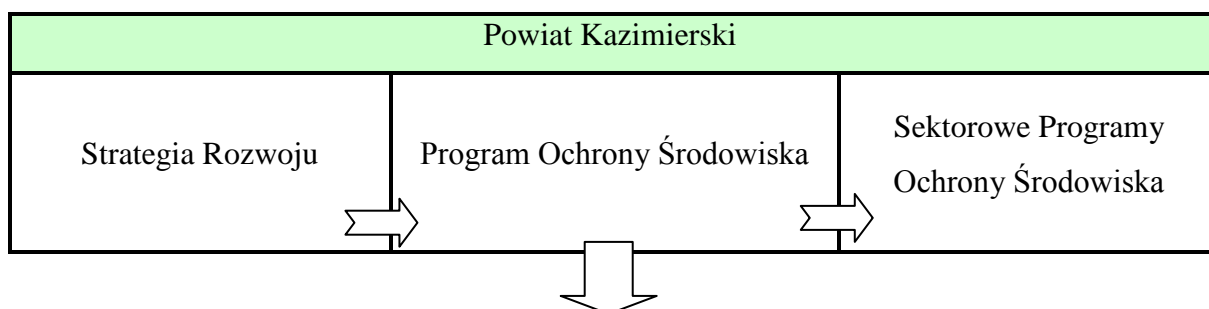 Powiat Kazimierski
Strategia Rozwoju
Program Ochrony Środowiska
Sektorowe Programy
Ochrony Środowiska